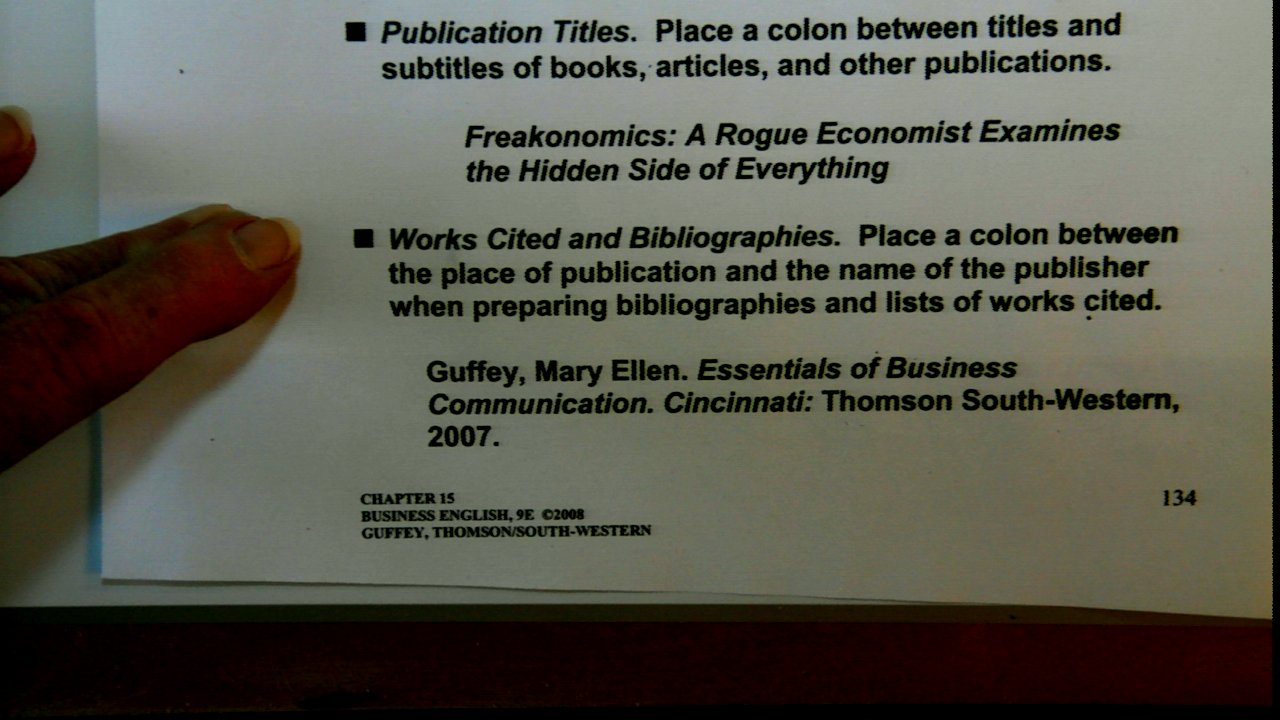 ■ Publication Titles. Place a colon between titles and
subtitles of books, articles, and other publications.
Freakonomics: A Rogue Economist Examines
the Hidden Side of Everything
■ Works Cited and Bibliographies. Place a colon between
the place of publication and the name of the publisher
when preparing bibliographies and lists of works cited.
Guffey, Mary Ellen. Essentials of Business
Communication. Cincinnati: Thomson South-Western,
2007.
CHAPTER 15 134
BUSINESS ENGLISH, 9E ©2008
GUFFEY, THOMSON/SOUTH-WESTERN